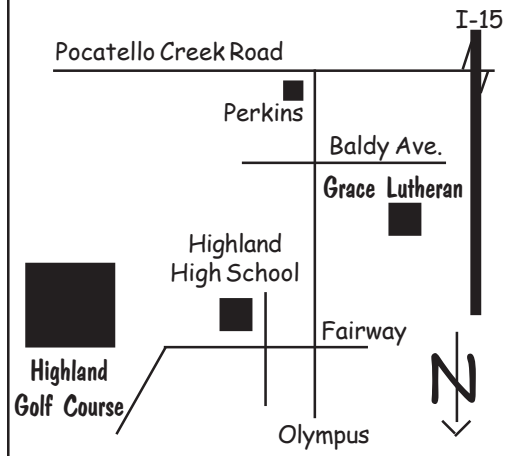 I-15
Pocatello Creek Road
Perkins
Baldy Ave.
Grace Lutheran
Highland
High School
Fairway
Highland
Golf Course
N
Olympus